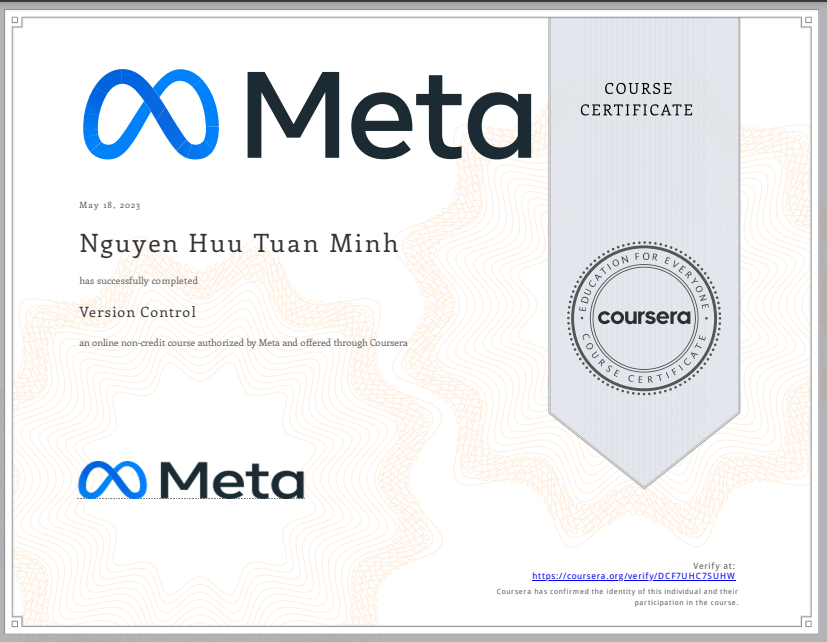 Meta
COURSE
CERTIFICATE
May 18, 2023
Nguyen Huu Tuan Minh
has successfully completed
Version Control
an online non-credit course authorized by Meta and offered through Coursera
EDUCATION FOR EVERYONE
coursera
COURSE CERTIFICATE
Meta
Verify at:
https://coursera.org/verify/DCF7UHC7SUHW
Coursera has confirmed the identity of this individual and their
participation in the course.